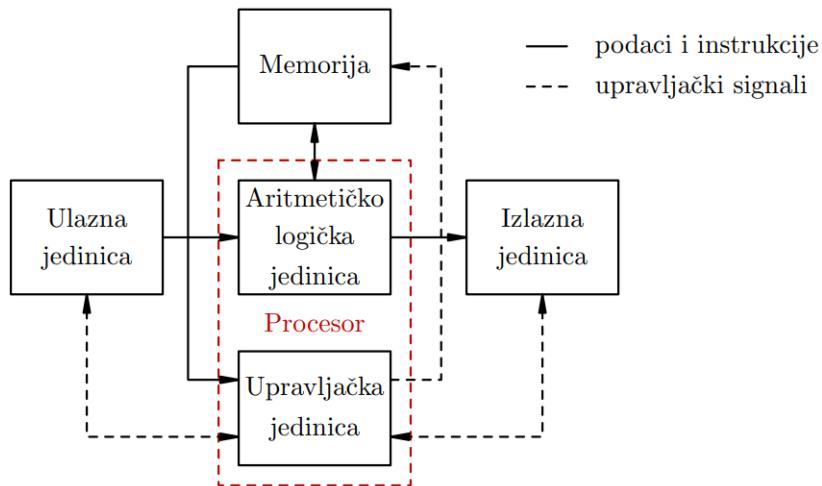 Memorija
podaci i instrukcije
upravljački signali
Ulazna
jedinica
Aritmetičko
logička
jedinica
Izlazna
jedinica
Procesor
Upravljačka
jedinica